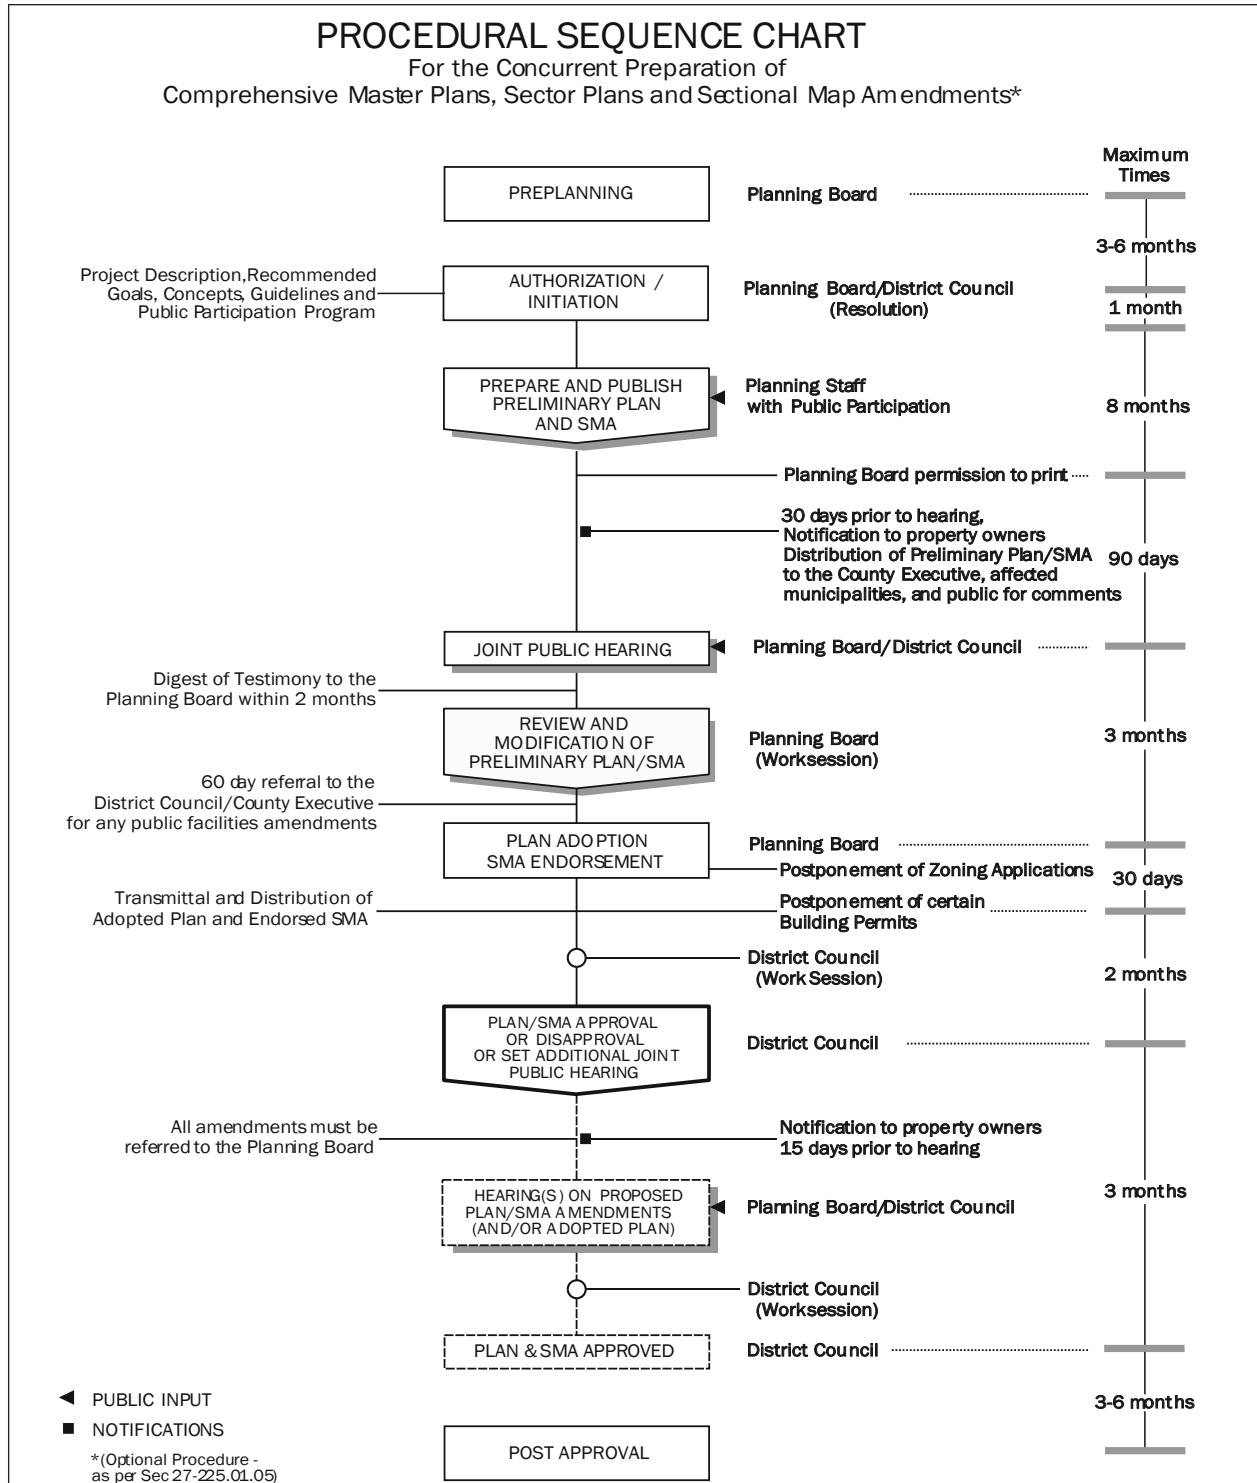 PROCEDURAL SEQUENCE CHART
For the Concurrent Preparation of
Comprehensive Master Plans, Sector Plans and Sectional Map Amendments*
Maximum
Times
PREPLANNING
Planning Board
3-6 months
Project Description, Recommended
Goals, Concepts, Guidelines and
Public Participation Program
AUTHORIZATION /
INITIATION
Planning Board/District Council
(Resolution)
1 month
PREPARE AND PUBLISH
PRELIMINARY PLAN
AND SMA
Planning Staff
with Public Participation
8 months
Planning Board permission to print
30 days prior to hearing,
Notification to property owners
Distribution of Preliminary Plan/SMA
to the County Executive, affected
municipalities, and public for comments
90 days
JOINT PUBLIC HEARING
Planning Board/District Council
Digest of Testimony to the
Planning Board within 2 months
REVIEW AND
MODIFICATION OF
PRELIMINARY PLAN/SMA
Planning Board
(Worksession)
3 months
60 day referral to the
District Council/County Executive
for any public facilities amendments
PLAN ADOPTION
SMA ENDORSEMENT
Planning Board
Postponement of Zoning Applications
30 days
Transmittal and Distribution of
Adopted Plan and Endorsed SMA
Postponement of certain
Building Permits
District Council
(Work Session)
2 months
PLAN/SMA APPROVAL
OR DISAPPROVAL
OR SET ADDITIONAL JOINT
PUBLIC HEARING
District Council
All amendments must be
referred to the Planning Board
Notification to property owners
15 days prior to hearing
HEARING(S) ON PROPOSED
PLAN/SMA AMENDMENTS
(AND/OR ADOPTED PLAN)
Planning Board/District Council
3 months
District Council
(Worksession)
PLAN & SMA APPROVED
District Council
3-6 months
POST APPROVAL
PUBLIC INPUT
NOTIFICATIONS
*(Optional Procedure -
as per Sec 27-225.01.05)